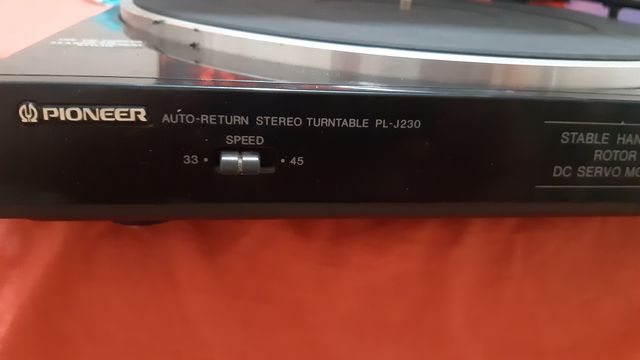 PIONEER
AUTO-RETURN STEREO TURNTABLE PL-J230
SPEED
33 • • 45
STABLE HAN
ROTOR
DC SERVO MO